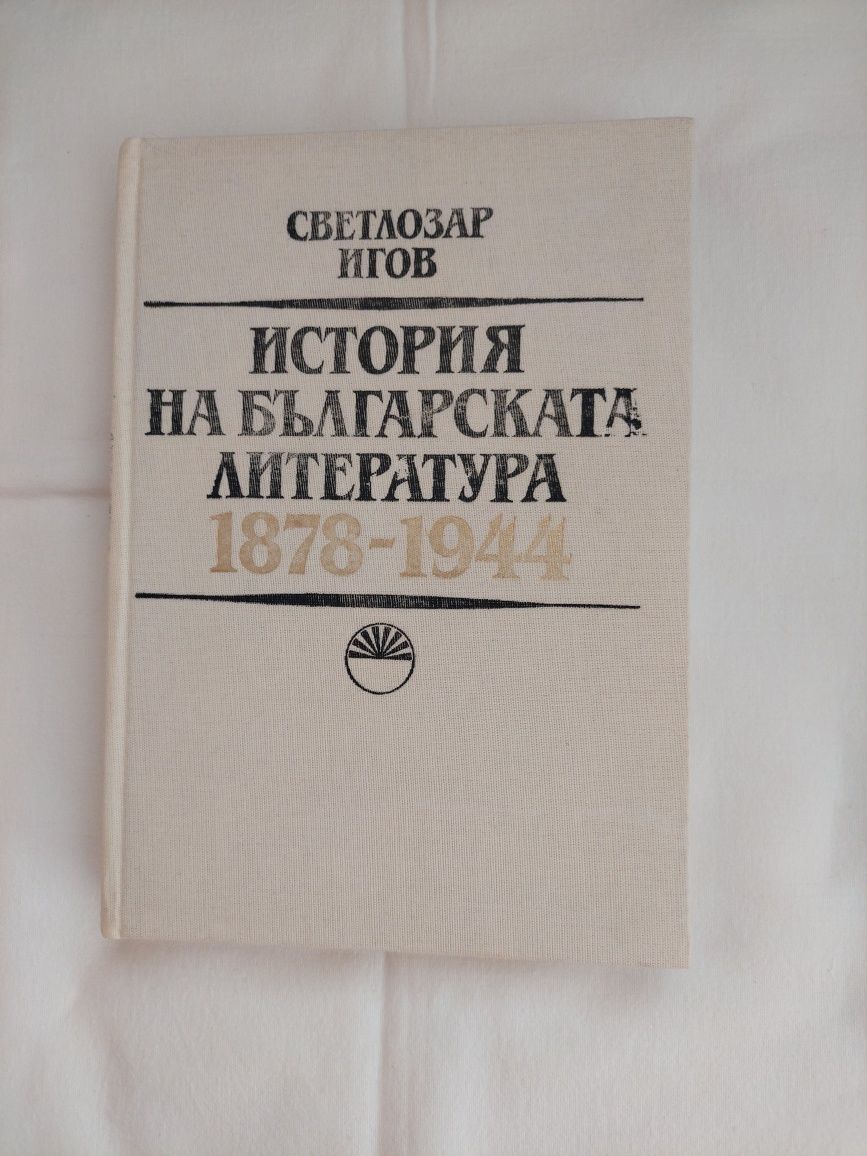 СВЕТЛОЗАР
ИГОВ
ИСТОРИЯ
НА БЪЛГАРСКАТА
ЛИТЕРАТУРА
1878-1944